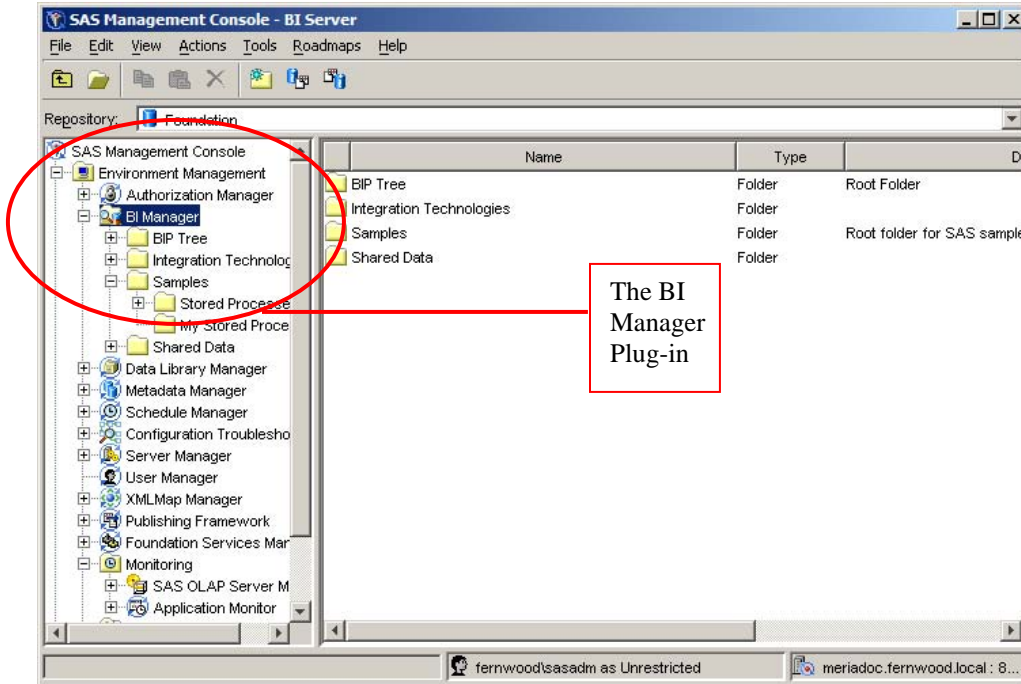 SAS Management Console - BI Server
File Edit View Actions Tools Roadmaps Help
Repository: Foundation
SAS Management Console
Environment Management
Authorization Manager
BI Manager
BIP Tree
Integration Technolog
Samples
Stored Processe
My Stored Proce
Shared Data
Data Library Manager
Metadata Manager
Schedule Manager
Configuration Troublesho
Server Manager
User Manager
XMLMap Manager
Publishing Framework
Foundation Services Mar
Monitoring
SAS OLAP Server M
Application Monitor
Name Type D
BIP Tree Folder Root Folder
Integration Technologies Folder
Samples Folder Root folder for SAS sample
Shared Data Folder
The BI
Manager
Plug-in
fernwood\sasadm as Unrestricted
meriadoc.fernwood.local : 8...